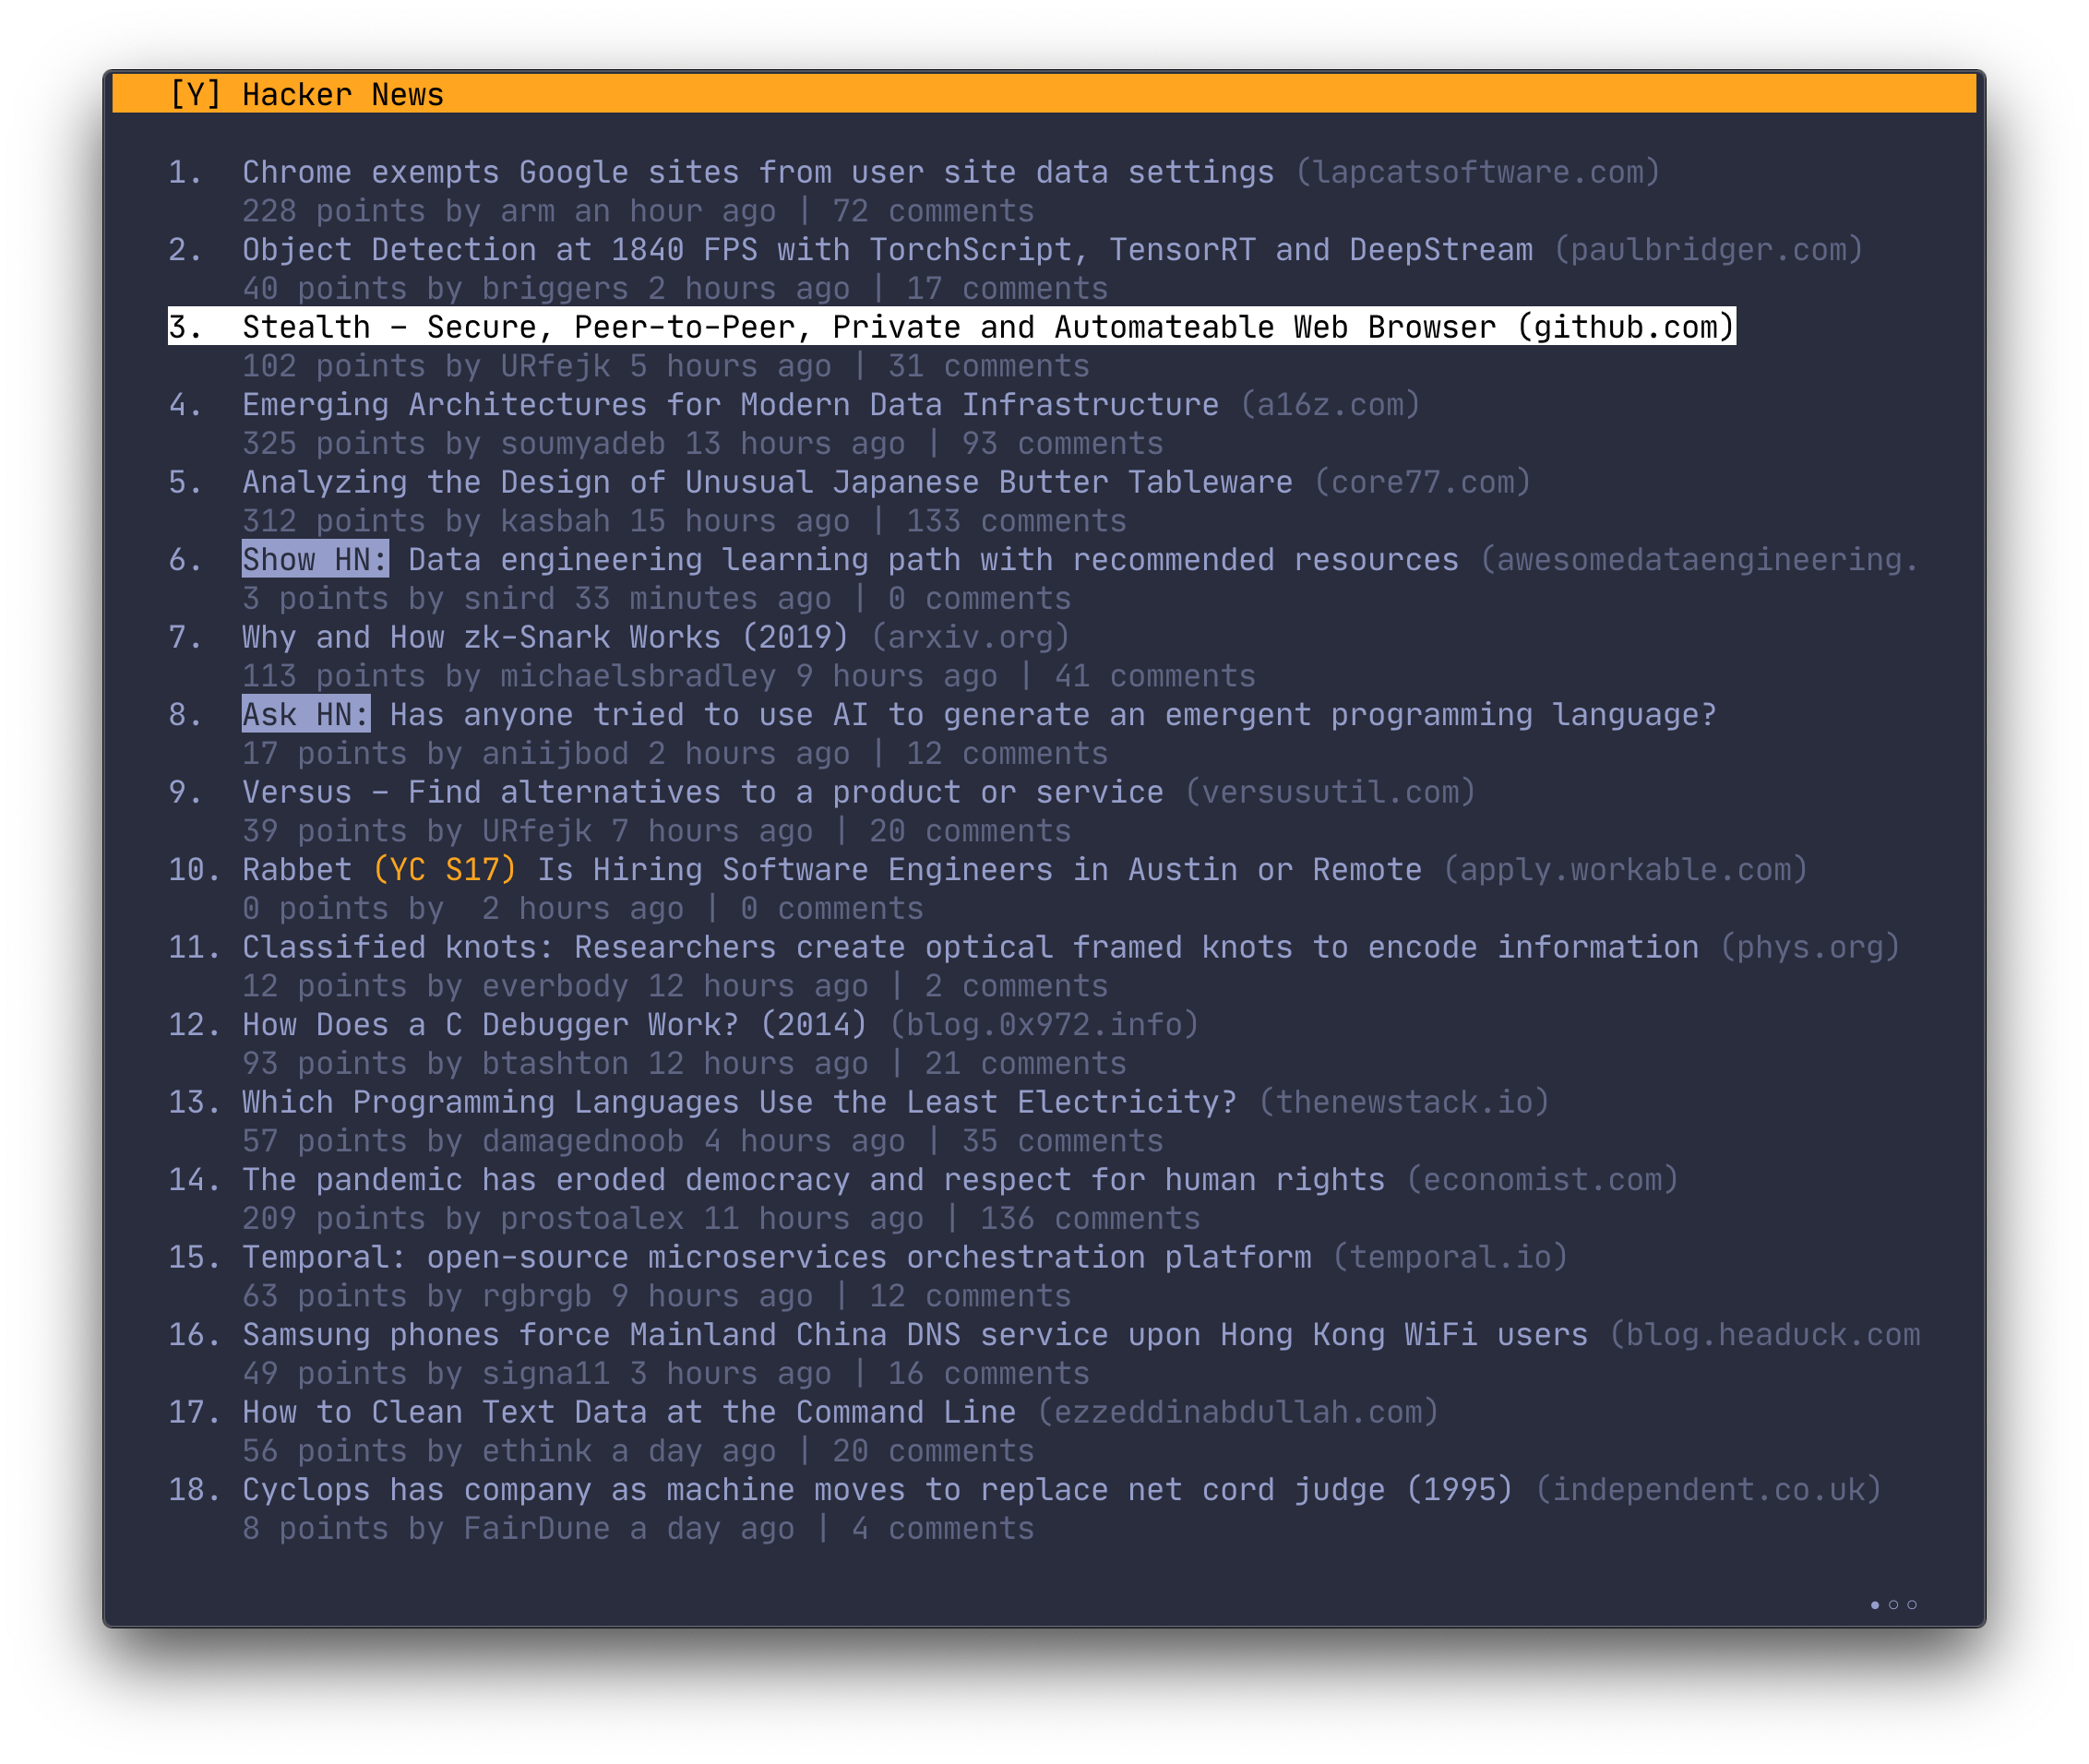 [Y] Hacker News
1. Chrome exempts Google sites from user site data settings (lapcatsoftware.com)
228 points by arm an hour ago | 72 comments
2. Object Detection at 1840 FPS with TorchScript, TensorRT and DeepStream (paulbridger.com)
40 points by briggers 2 hours ago | 17 comments
3. Stealth – Secure, Peer-to-Peer, Private and Automateable Web Browser (github.com)
102 points by URfejk 5 hours ago | 31 comments
4. Emerging Architectures for Modern Data Infrastructure (a16z.com)
325 points by soumyadeb 13 hours ago | 93 comments
5. Analyzing the Design of Unusual Japanese Butter Tableware (core77.com)
312 points by kasbah 15 hours ago | 133 comments
6. Show HN: Data engineering learning path with recommended resources (awesomedataengineering.
3 points by snird 33 minutes ago | 0 comments
7. Why and How zk-Snark Works (2019) (arxiv.org)
113 points by michaelsbradley 9 hours ago | 41 comments
8. Ask HN: Has anyone tried to use AI to generate an emergent programming language?
17 points by aniijbod 2 hours ago | 12 comments
9. Versus – Find alternatives to a product or service (versusutil.com)
39 points by URfejk 7 hours ago | 20 comments
10. Rabbet (YC S17) Is Hiring Software Engineers in Austin or Remote (apply.workable.com)
0 points by  2 hours ago | 0 comments
11. Classified knots: Researchers create optical framed knots to encode information (phys.org)
12 points by everbody 12 hours ago | 2 comments
12. How Does a C Debugger Work? (2014) (blog.0x972.info)
93 points by btashton 12 hours ago | 21 comments
13. Which Programming Languages Use the Least Electricity? (thenewstack.io)
57 points by damagednoob 4 hours ago | 35 comments
14. The pandemic has eroded democracy and respect for human rights (economist.com)
209 points by prostoalex 11 hours ago | 136 comments
15. Temporal: open-source microservices orchestration platform (temporal.io)
63 points by rgbrgb 9 hours ago | 12 comments
16. Samsung phones force Mainland China DNS service upon Hong Kong WiFi users (blog.headuck.com
49 points by signa11 3 hours ago | 16 comments
17. How to Clean Text Data at the Command Line (ezzeddinabdullah.com)
56 points by ethink a day ago | 20 comments
18. Cyclops has company as machine moves to replace net cord judge (1995) (independent.co.uk)
8 points by FairDune a day ago | 4 comments